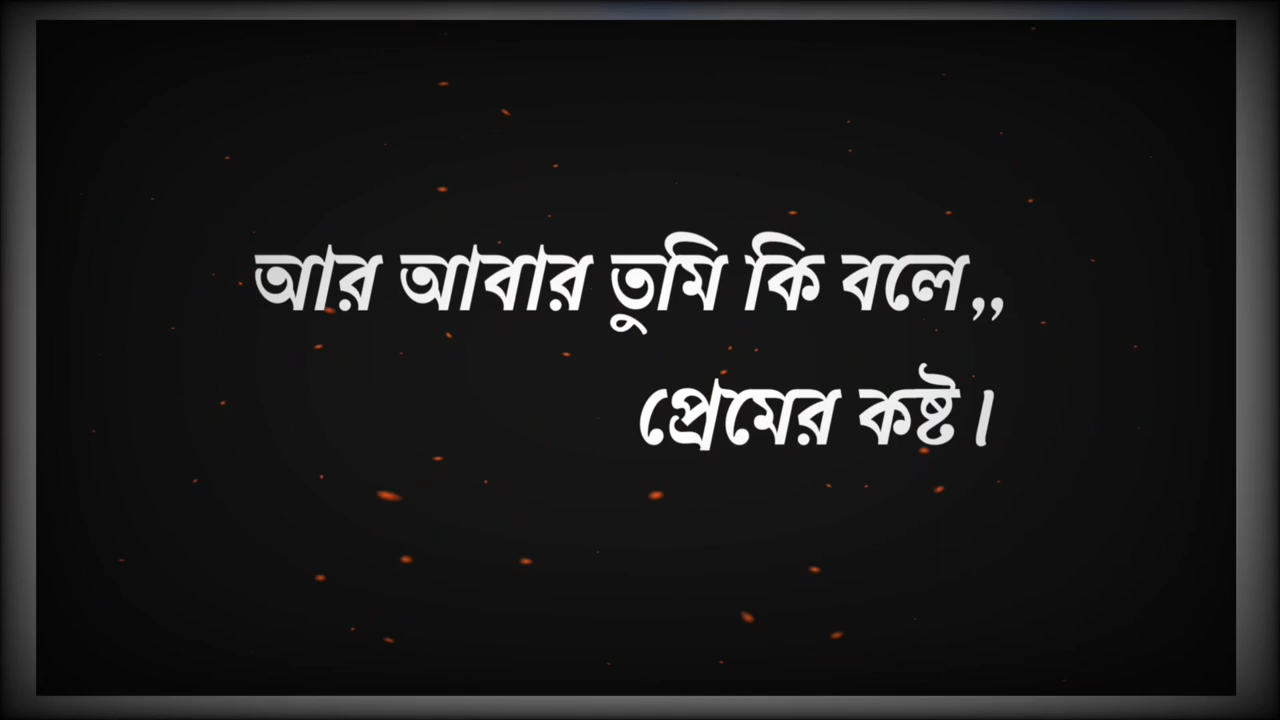 আর আবার তুমি কি বলে,,
প্রেমের কষ্ট।